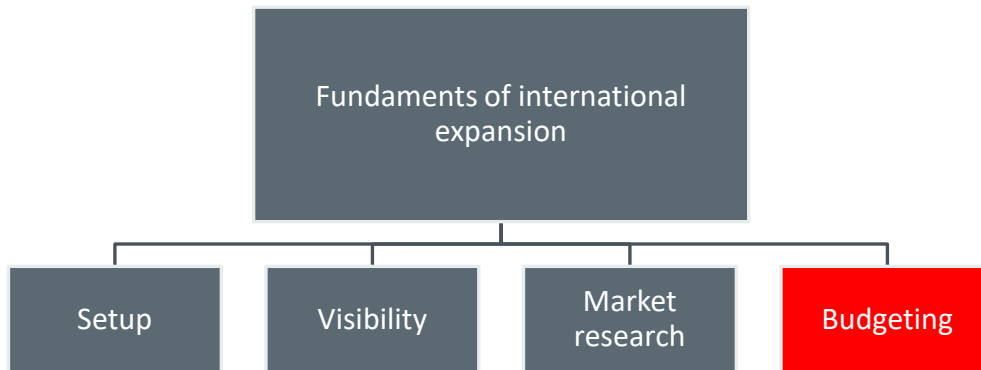 Fundaments of international
expansion
Setup
Visibility
Market
research
Budgeting